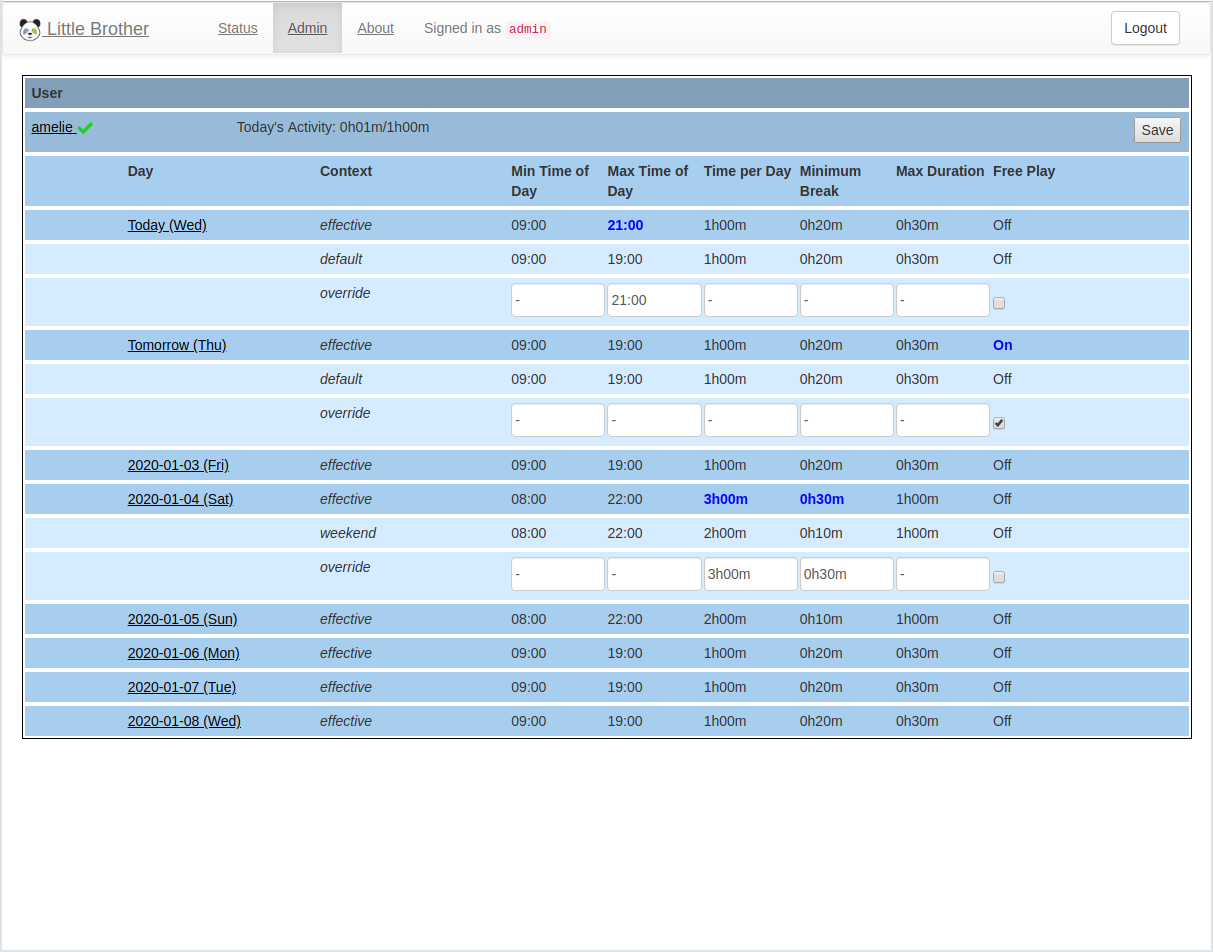 Little Brother Status Admin About Signed in as admin Logout
User
amelie Today's Activity: 0h01m/1h00m Save
Day Context Min Time of Day Max Time of Day Time per Day Minimum Break Max Duration Free Play
Today (Wed) effective 09:00 21:00 1h00m 0h20m 0h30m Off
default 09:00 19:00 1h00m 0h20m 0h30m Off
override - 21:00 - - -
Tomorrow (Thu) effective 09:00 19:00 1h00m 0h20m 0h30m On
default 09:00 19:00 1h00m 0h20m 0h30m Off
override - - - - -
2020-01-03 (Fri) effective 09:00 19:00 1h00m 0h20m 0h30m Off
2020-01-04 (Sat) effective 08:00 22:00 3h00m 0h30m 1h00m Off
weekend 08:00 22:00 2h00m 0h10m 1h00m Off
override - - 3h00m 0h30m -
2020-01-05 (Sun) effective 08:00 22:00 2h00m 0h10m 1h00m Off
2020-01-06 (Mon) effective 09:00 19:00 1h00m 0h20m 0h30m Off
2020-01-07 (Tue) effective 09:00 19:00 1h00m 0h20m 0h30m Off
2020-01-08 (Wed) effective 09:00 19:00 1h00m 0h20m 0h30m Off